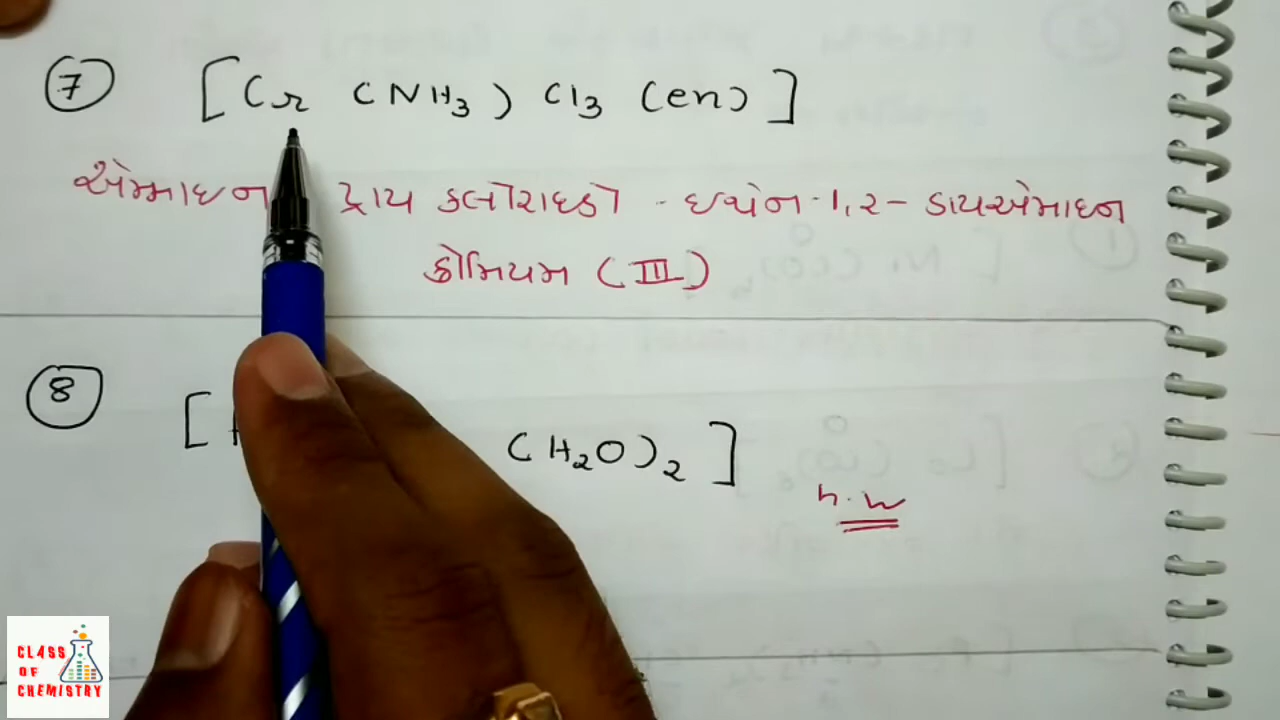 7 [Cr (NH3) Cl3 (en)]
એમ્માઇન ટ્રાય ક્લોરાઇડો - ઇથેન-1,2- ડાયએમાઇન
ક્રોમિયમ (III)
8 [ (H2O)2 ]
h.w
CLASS
OF
CHEMISTRY